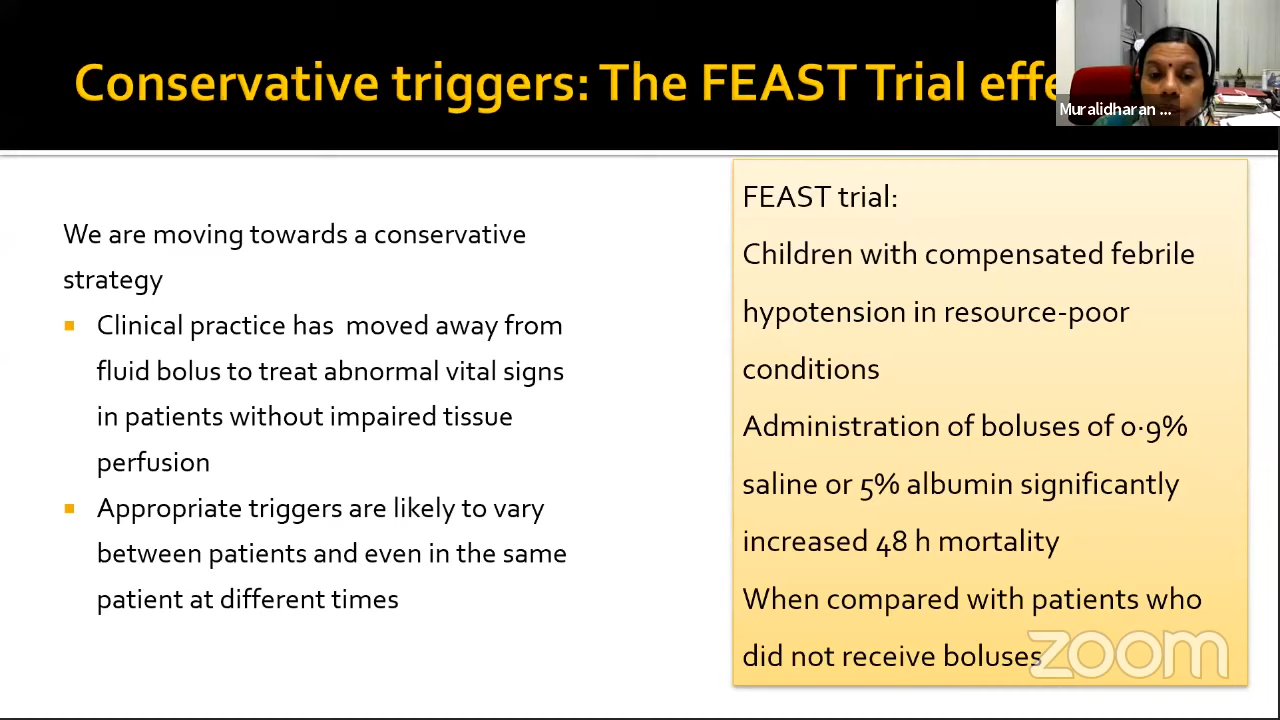 Conservative triggers: The FEAST Trial effe
Muralidharan ...
We are moving towards a conservative
strategy
Clinical practice has moved away from
fluid bolus to treat abnormal vital signs
in patients without impaired tissue
perfusion
Appropriate triggers are likely to vary
between patients and even in the same
patient at different times
FEAST trial:
Children with compensated febrile
hypotension in resource-poor
conditions
Administration of boluses of 0·9%
saline or 5% albumin significantly
increased 48 h mortality
When compared with patients who
did not receive boluses
zoom